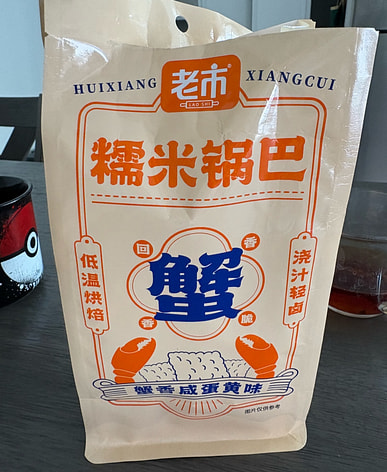 HUIXIANG 老市 XIANGCUI
LAO SHI
糯米锅巴
回 香
蟹
香 脆
低温烘焙
浇汁轻卤
蟹香咸蛋黄味
图片仅供参考